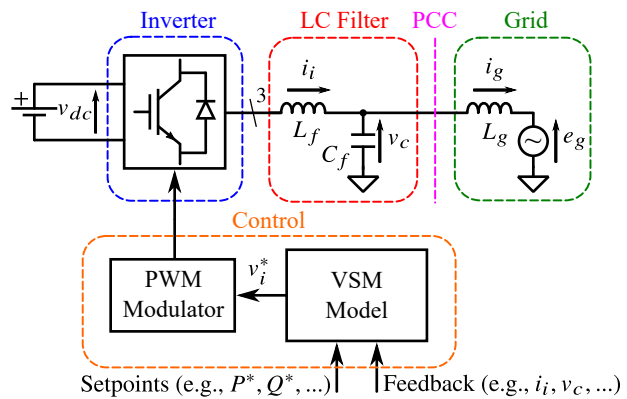 Inverter
LC Filter
PCC
Grid
+
v_dc
3
i_i
L_f
C_f
v_c
i_g
L_g
e_g
~
Control
PWM
Modulator
v_i^*
VSM
Model
Setpoints (e.g., P*, Q*, ...)
Feedback (e.g., i_i, v_c, ...)